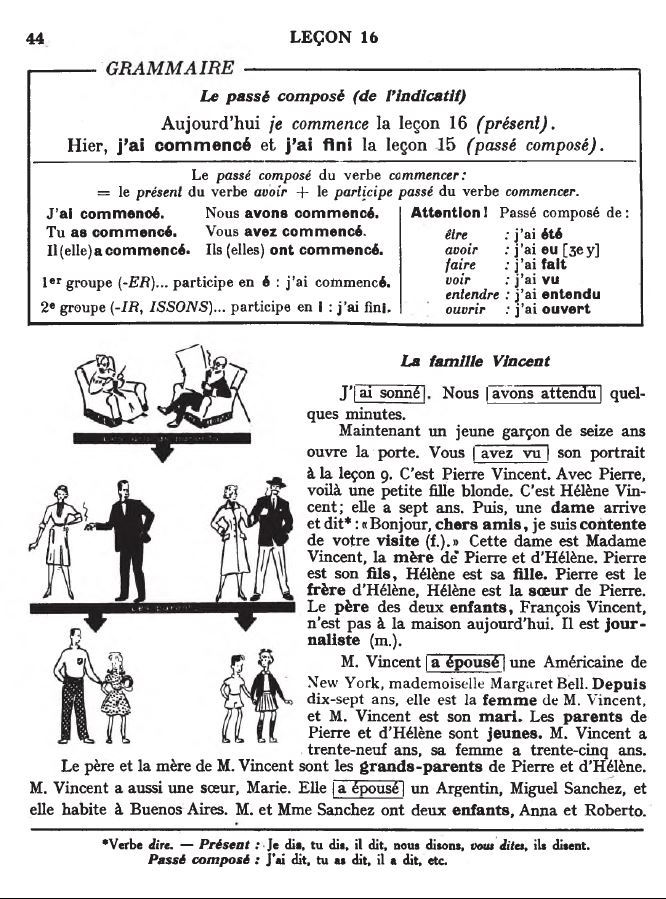 44
LEÇON 16
GRAMMAIRE
Le passé composé (de l'indicatif)
Aujourd'hui je commence la leçon 16 (présent).
Hier, j'ai commencé et j'ai fini la leçon 15 (passé composé).
Le passé composé du verbe commencer:
= le présent du verbe avoir + le participe passé du verbe commencer.
J'ai commencé. Nous avons commencé.
Tu as commencé. Vous avez commencé.
Il (elle) a commencé. Ils (elles) ont commencé.
1er groupe (-ER)... participe en é : j'ai commencé.
2e groupe (-IR, ISSONS)... participe en i : j'ai fini.
Attention! Passé composé de :
être : j'ai été
avoir : j'ai eu [ʒe y]
faire : j'ai fait
voir : j'ai vu
entendre : j'ai entendu
ouvrir : j'ai ouvert
Les parents
La famille Vincent
J'ai sonné. Nous avons attendu quel-
ques minutes.
Maintenant un jeune garçon de seize ans
ouvre la porte. Vous avez vu son portrait
à la leçon 9. C'est Pierre Vincent. Avec Pierre,
voilà une petite fille blonde. C'est Hélène Vin-
cent; elle a sept ans. Puis, une dame arrive
et dit* : «Bonjour, chers amis, je suis contente
de votre visite (f.).» Cette dame est Madame
Vincent, la mère de Pierre et d'Hélène. Pierre
est son fils, Hélène est sa fille. Pierre est le
frère d'Hélène, Hélène est la sœur de Pierre.
Le père des deux enfants, François Vincent,
n'est pas à la maison aujourd'hui. Il est jour-
naliste (m.).
M. Vincent a épousé une Américaine de
New York, mademoiselle Margaret Bell. Depuis
dix-sept ans, elle est la femme de M. Vincent,
et M. Vincent est son mari. Les parents de
Pierre et d'Hélène sont jeunes. M. Vincent a
trente-neuf ans, sa femme a trente-cinq ans.
Le père et la mère de M. Vincent sont les grands-parents de Pierre et d'Hélène.
M. Vincent a aussi une sœur, Marie. Elle a épousé un Argentin, Miguel Sanchez, et
elle habite à Buenos Aires. M. et Mme Sanchez ont deux enfants, Anna et Roberto.
*Verbe dire. — Présent : Je dis, tu dis, il dit, nous disons, vous dites, ils disent.
Passé composé : J'ai dit, tu as dit, il a dit, etc.